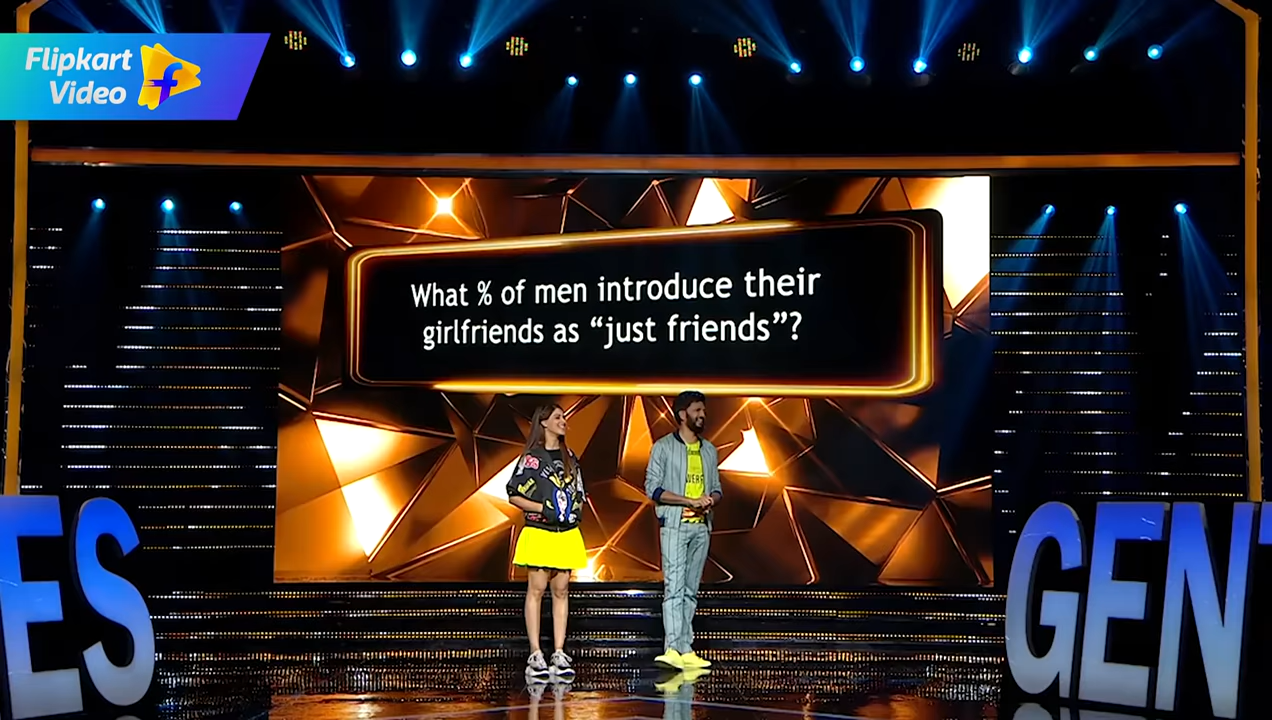 Flipkart
Video
What % of men introduce their
girlfriends as “just friends”?
ES
GEN